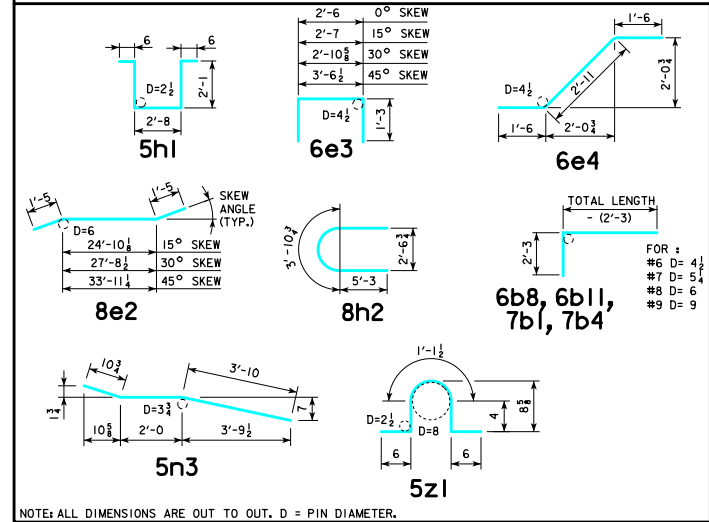 6
6
D=2½
2'-1
2'-8
5h1
2'-6 0° SKEW
2'-7 15° SKEW
2'-10⅝ 30° SKEW
3'-6½ 45° SKEW
D=4½
1'-3
6e3
1'-6
D=4½
2'-11
2'-0¾
1'-6
2'-0¾
6e4
1'-5
1'-5
SKEW
ANGLE
(TYP.)
D=6
24'-10⅛ 15° SKEW
27'-8½ 30° SKEW
33'-11¼ 45° SKEW
8e2
3'-10¾
2'-6¾
5'-3
8h2
TOTAL LENGTH
- (2'-3)
2'-3
FOR :
#6 D= 4½
#7 D= 5¼
#8 D= 6
#9 D= 9
6b8, 6b11,
7b1, 7b4
10¾
3'-10
1¾
D=3¾
7
10⅝
2'-0
3'-9½
5n3
1'-1½
D=2½
D=8
4
8⅝
6
6
5z1
NOTE: ALL DIMENSIONS ARE OUT TO OUT. D = PIN DIAMETER.